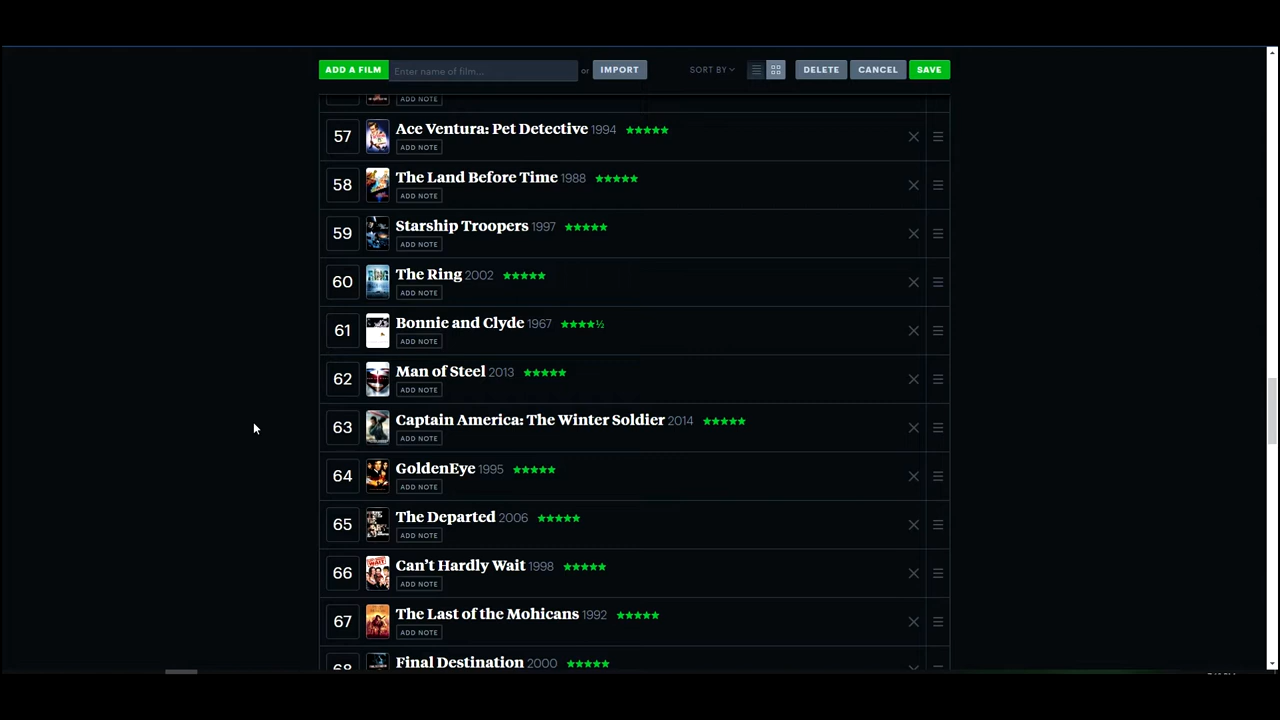 ADD A FILM Enter name of film... or IMPORT SORT BY DELETE CANCEL SAVE
ADD NOTE
57 Ace Ventura: Pet Detective 1994 ★★★★★
ADD NOTE
58 The Land Before Time 1988 ★★★★★
ADD NOTE
59 Starship Troopers 1997 ★★★★★
ADD NOTE
60 The Ring 2002 ★★★★★
ADD NOTE
61 Bonnie and Clyde 1967 ★★★★½
ADD NOTE
62 Man of Steel 2013 ★★★★★
ADD NOTE
63 Captain America: The Winter Soldier 2014 ★★★★★
ADD NOTE
64 GoldenEye 1995 ★★★★★
ADD NOTE
65 The Departed 2006 ★★★★★
ADD NOTE
66 Can't Hardly Wait 1998 ★★★★★
ADD NOTE
67 The Last of the Mohicans 1992 ★★★★★
ADD NOTE
68 Final Destination 2000 ★★★★★